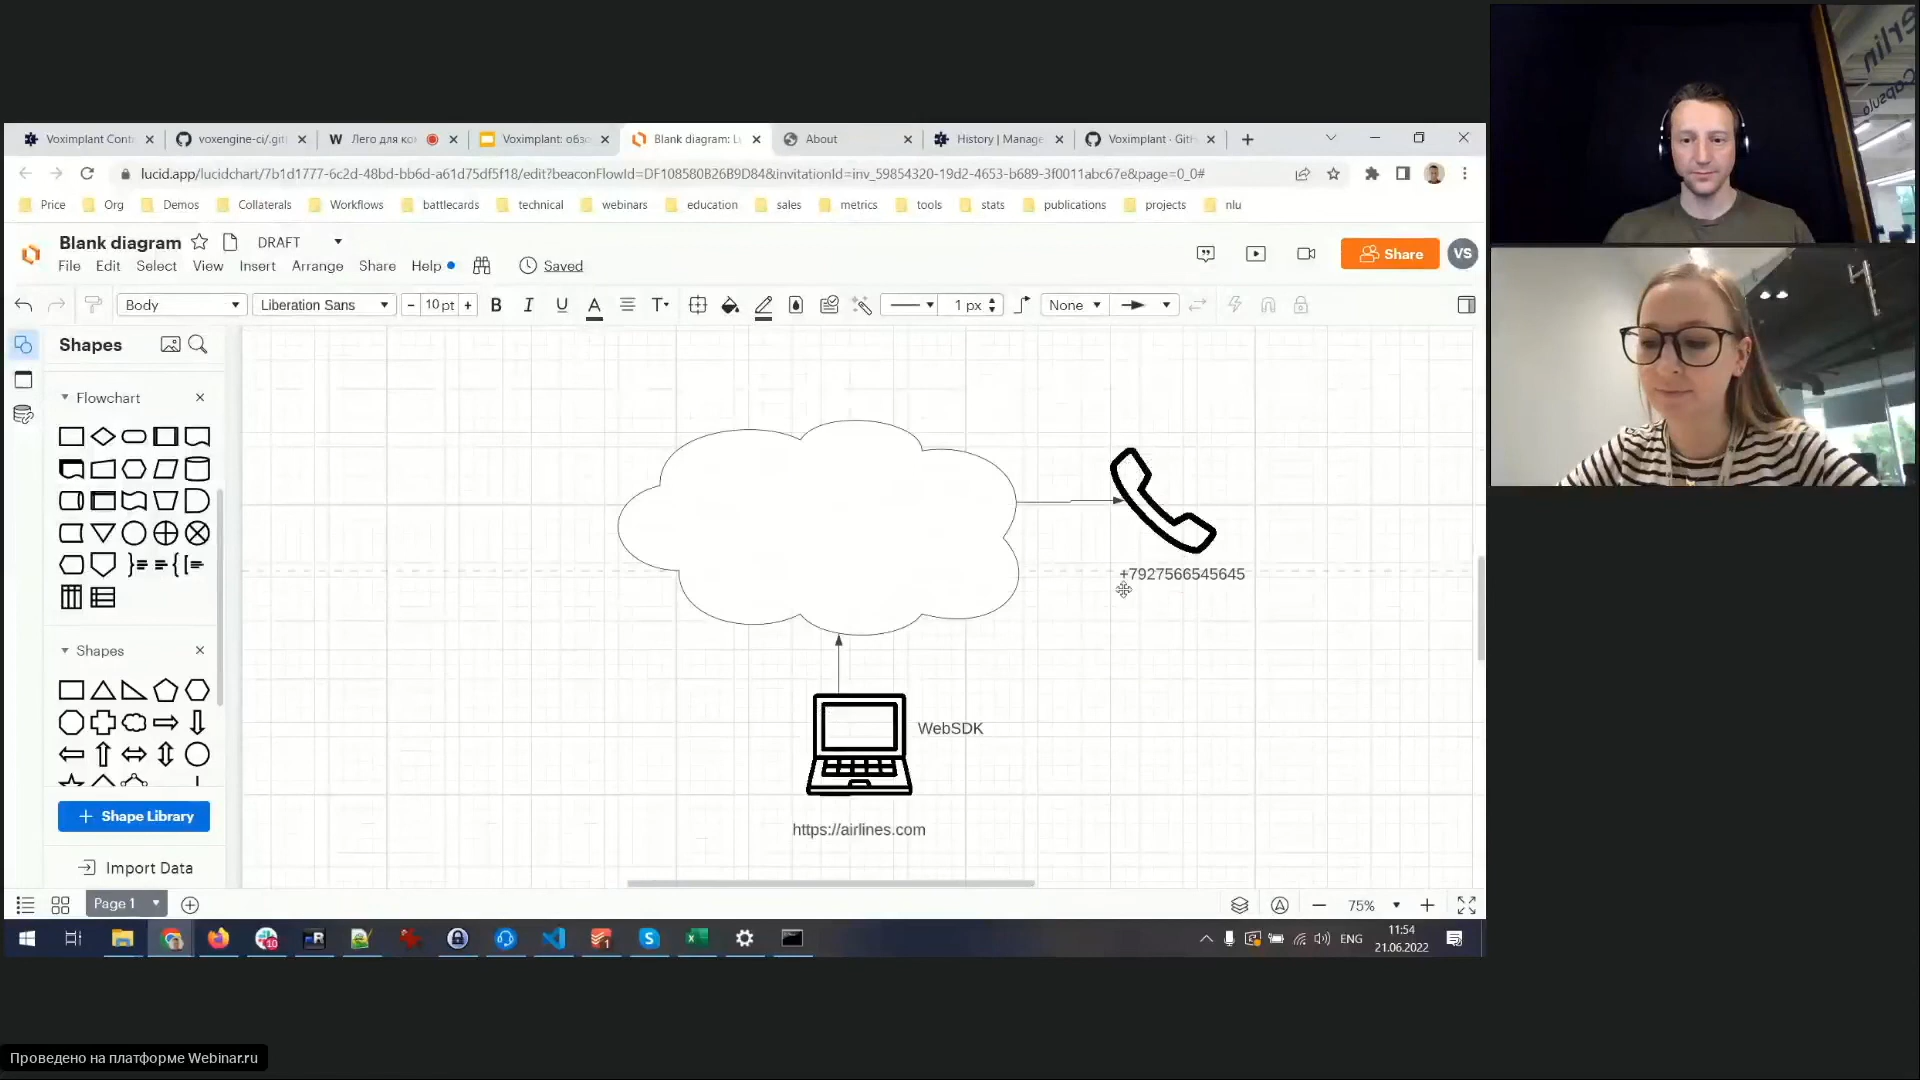 Voximplant Contr
voxengine-ci/.git
Лего для ко
Voximplant: обзо
Blank diagram: Lu
About
History | Manage
Voximplant · GitH
lucid.app/lucidchart/7b1d1777-6c2d-48bd-bb6d-a61d75df5f18/edit?beaconFlowId=DF108580B26B9D84&invitationId=inv_59854320-19d2-4653-b689-3f0011abc67e&page=0_0#
Price Org Demos Collaterals Workflows battlecards technical webinars education sales metrics tools stats publications projects nlu
Blank diagram DRAFT
Share VS
File Edit Select View Insert Arrange Share Help Saved
Body Liberation Sans - 10 pt + B I U A T 1 px None
Shapes
Flowchart
Shapes
+ Shape Library
Import Data
+7927566545645
WebSDK
https://airlines.com
Page 1
75%
ENG
11:54
21.06.2022
Проведено на платформе Webinar.ru